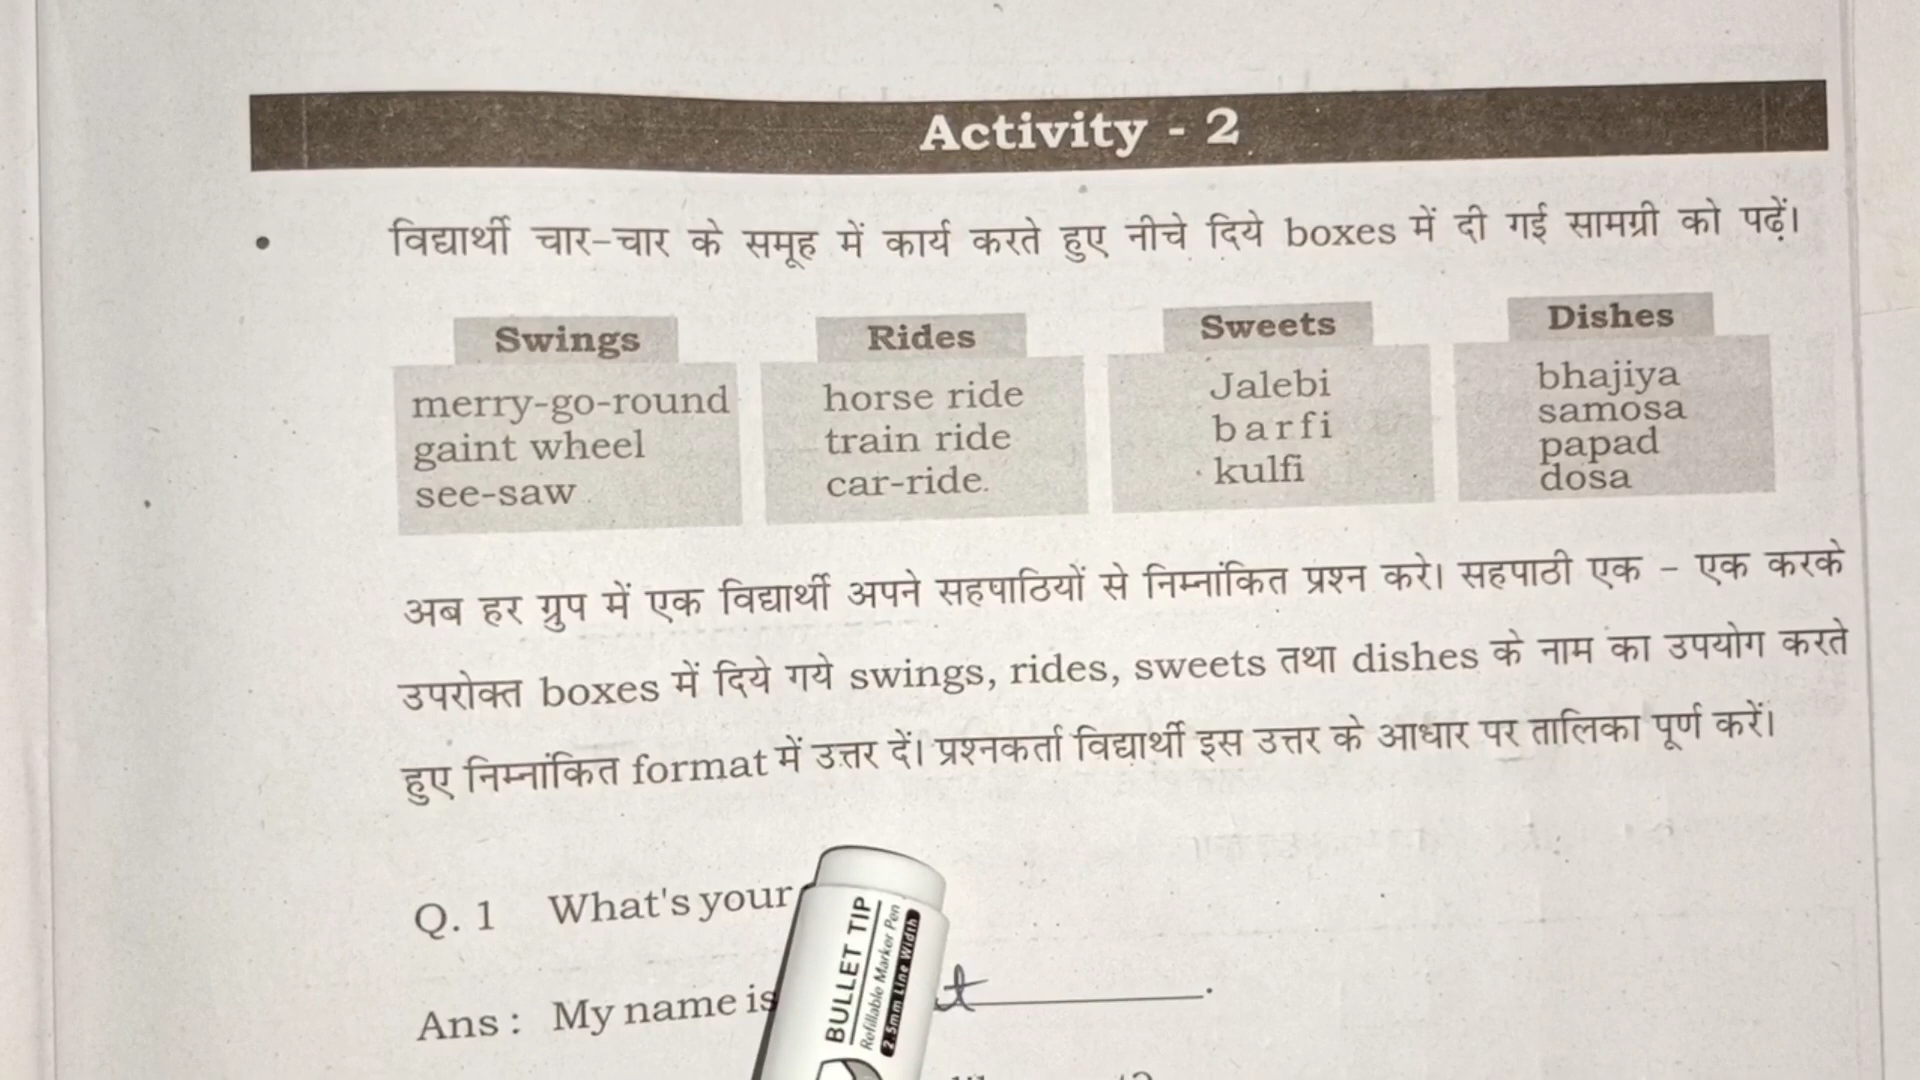 Activity - 2
• विद्यार्थी चार-चार के समूह में कार्य करते हुए नीचे दिये boxes में दी गई सामग्री को पढ़ें।
Swings
merry-go-round
gaint wheel
see-saw
Rides
horse ride
train ride
car-ride.
Sweets
Jalebi
barfi
kulfi
Dishes
bhajiya
samosa
papad
dosa
अब हर ग्रुप में एक विद्यार्थी अपने सहपाठियों से निम्नांकित प्रश्न करे। सहपाठी एक - एक करके
उपरोक्त boxes में दिये गये swings, rides, sweets तथा dishes के नाम का उपयोग करते
हुए निम्नांकित format में उत्तर दें। प्रश्नकर्ता विद्यार्थी इस उत्तर के आधार पर तालिका पूर्ण करें।
Q. 1 What's your
Ans : My name is
BULLET TIP
Refillable Marker Pen
2.5mm Line Width